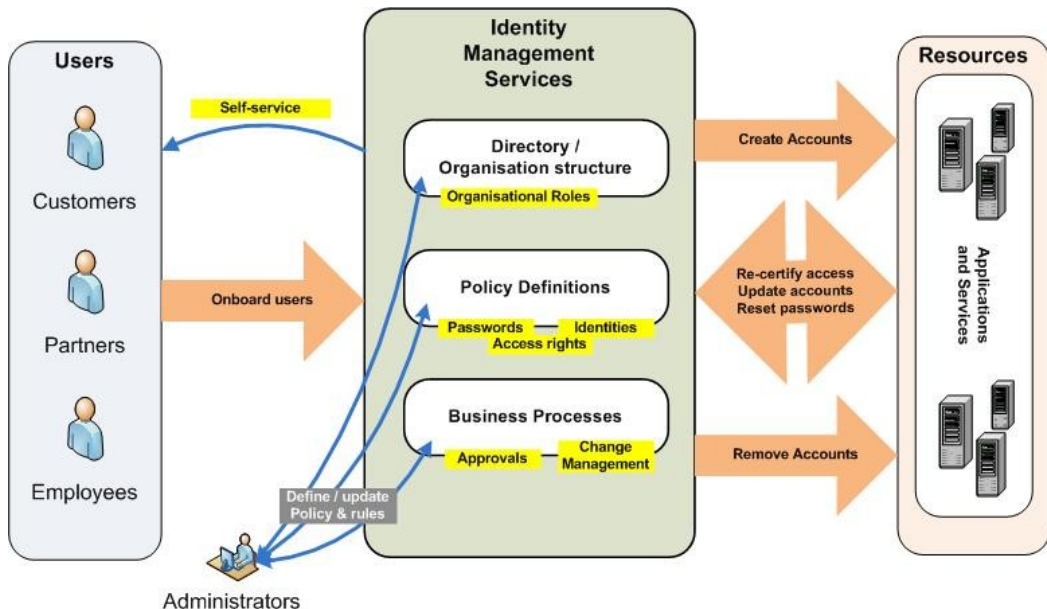 Users
Customers
Partners
Employees
Administrators
Self-service
Onboard users
Define / update
Policy & rules
Identity
Management
Services
Directory /
Organisation structure
Organisational Roles
Policy Definitions
Passwords
Identities
Access rights
Business Processes
Approvals
Change
Management
Create Accounts
Re-certify access
Update accounts
Reset passwords
Remove Accounts
Resources
Applications
and Services